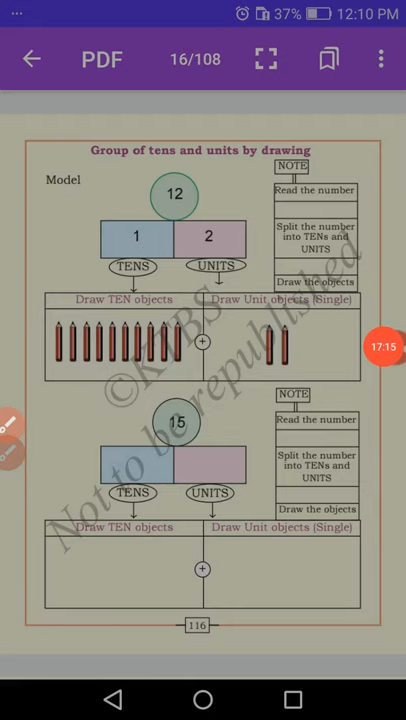 ...
37%
12:10 PM
PDF
16/108
Group of tens and units by drawing
Model
12
1
2
TENS
UNITS
NOTE
Read the number
Split the number
into TENs and
UNITS
Draw the objects
Draw TEN objects
Draw Unit objects (Single)
+
17:15
15
TENS
UNITS
NOTE
Read the number
Split the number
into TENs and
UNITS
Draw the objects
Draw TEN objects
Draw Unit objects (Single)
+
©KTBS
Not to be republished
116